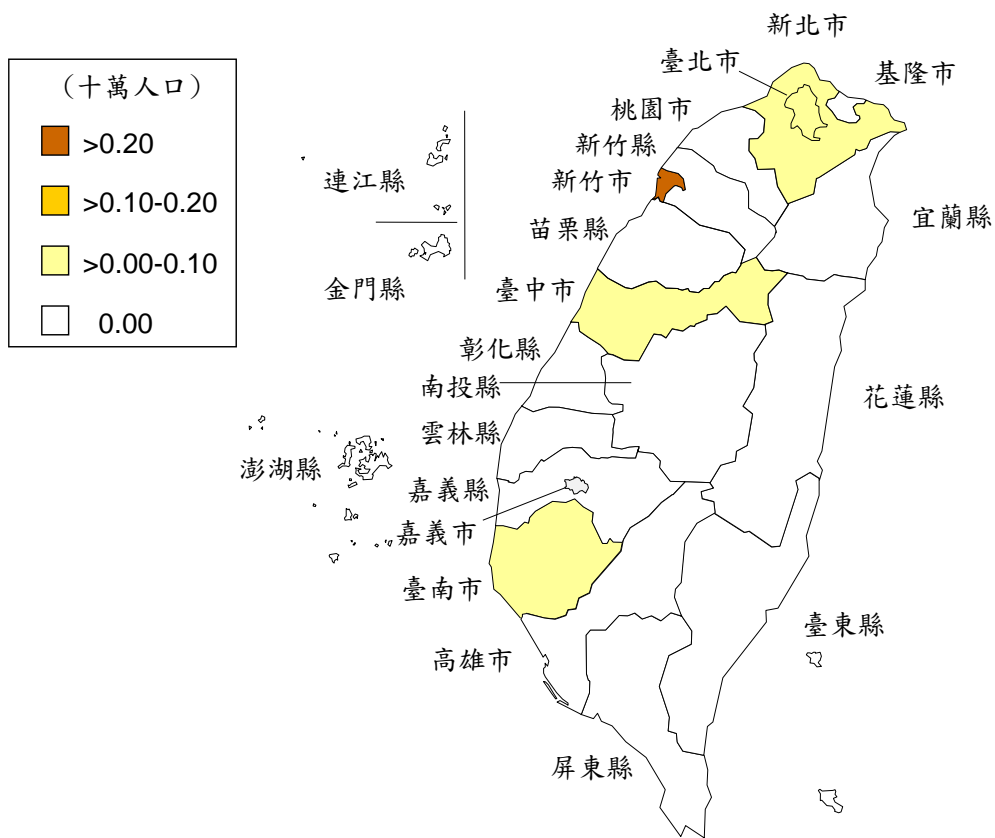 （十萬人口）
>0.20
>0.10-0.20
>0.00-0.10
0.00
新北市
臺北市
基隆市
桃園市
新竹縣
新竹市
連江縣
宜蘭縣
苗栗縣
金門縣
臺中市
彰化縣
南投縣
花蓮縣
雲林縣
澎湖縣
嘉義縣
嘉義市
臺南市
臺東縣
高雄市
屏東縣